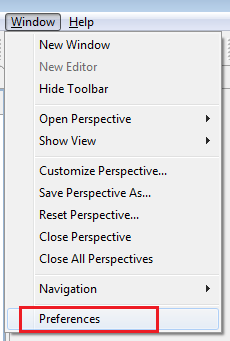 Window Help
New Window
New Editor
Hide Toolbar
Open Perspective
Show View
Customize Perspective...
Save Perspective As...
Reset Perspective...
Close Perspective
Close All Perspectives
Navigation
Preferences